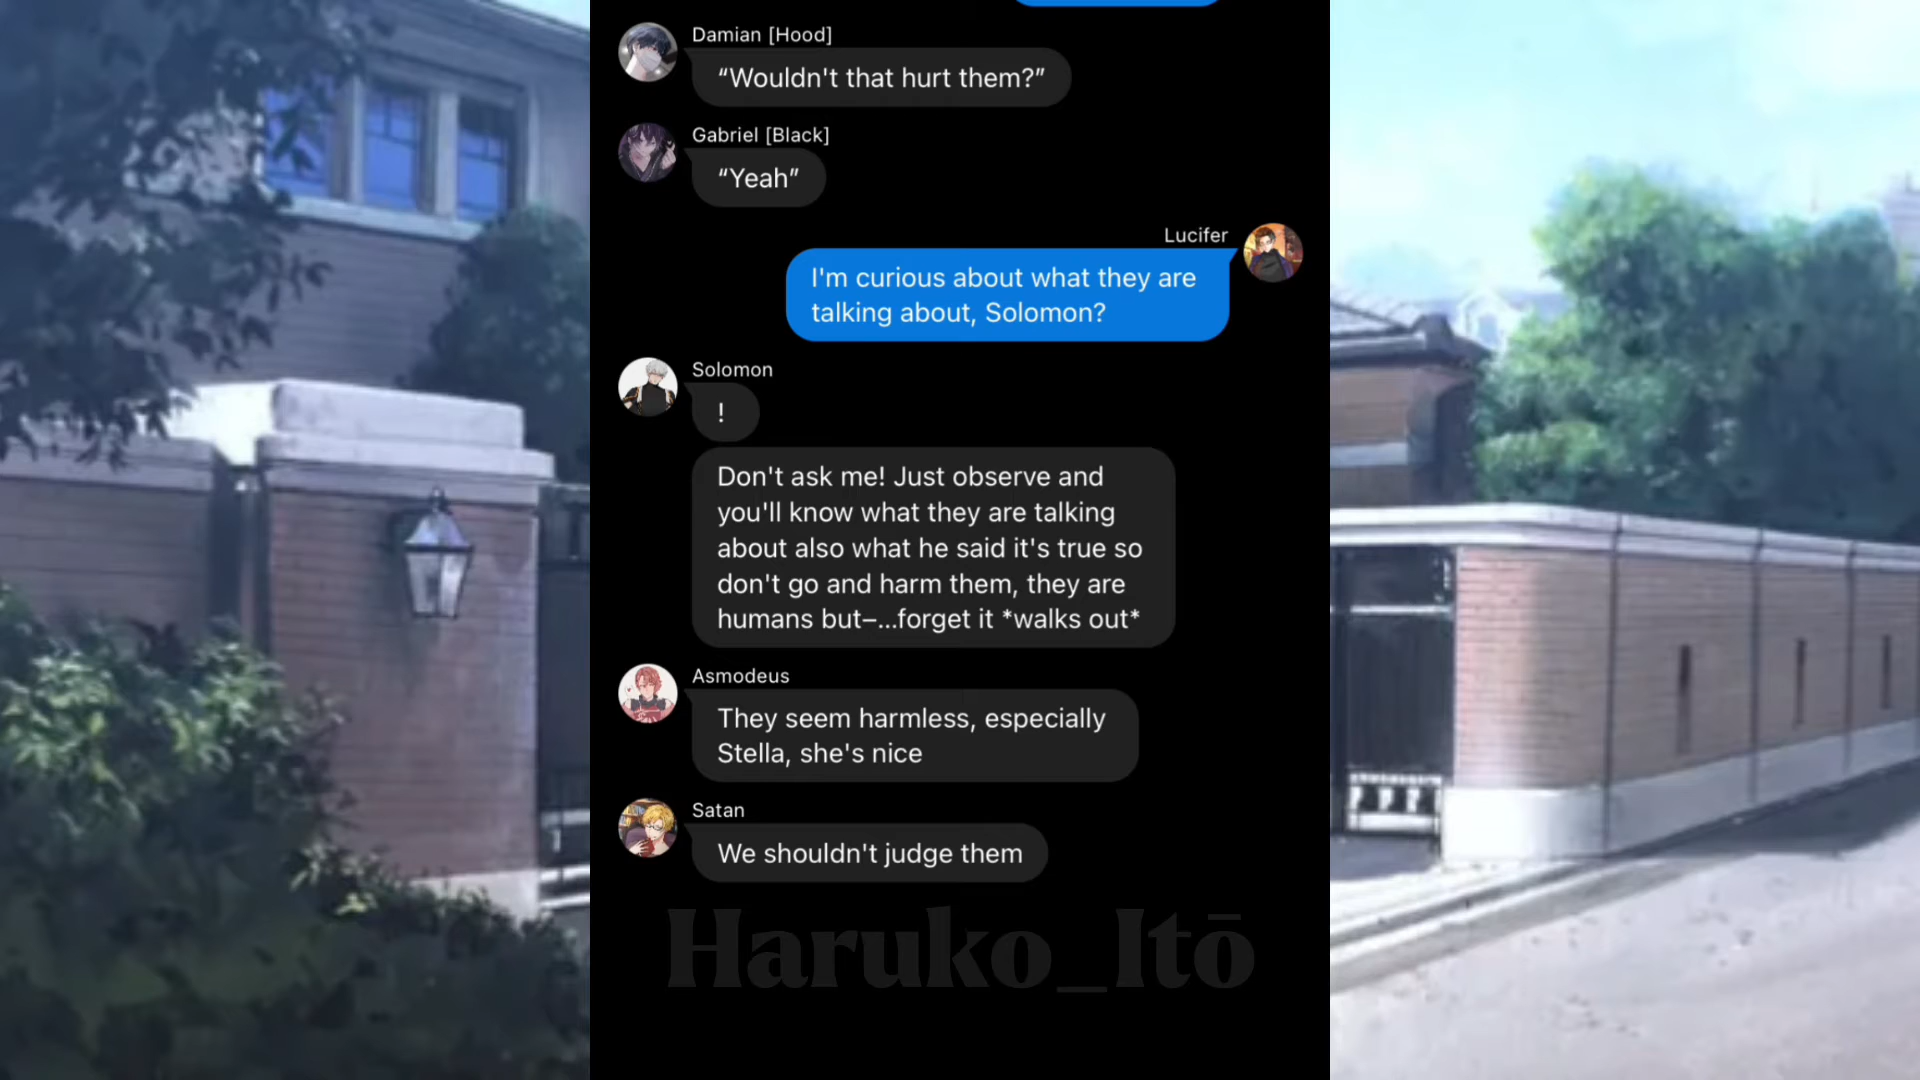 Damian [Hood]
“Wouldn't that hurt them?”
Gabriel [Black]
“Yeah”
Lucifer
I'm curious about what they are
talking about, Solomon?
Solomon
!
Don't ask me! Just observe and
you'll know what they are talking
about also what he said it's true so
don't go and harm them, they are
humans but–...forget it *walks out*
Asmodeus
They seem harmless, especially
Stella, she's nice
Satan
We shouldn't judge them
Haruko_Itō